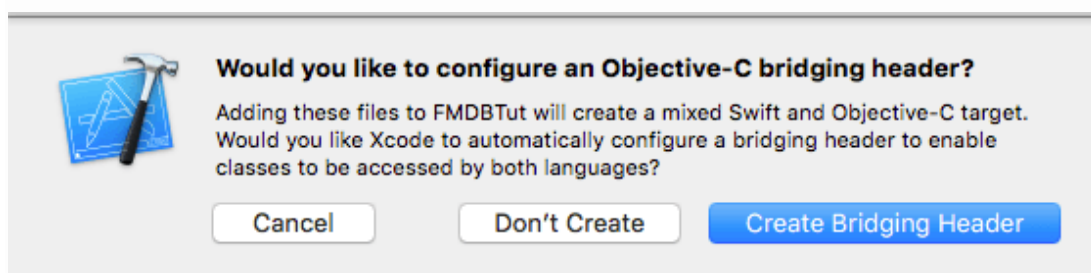 Would you like to configure an Objective-C bridging header?
Adding these files to FMDBTut will create a mixed Swift and Objective-C target.
Would you like Xcode to automatically configure a bridging header to enable
classes to be accessed by both languages?
Cancel Don't Create Create Bridging Header